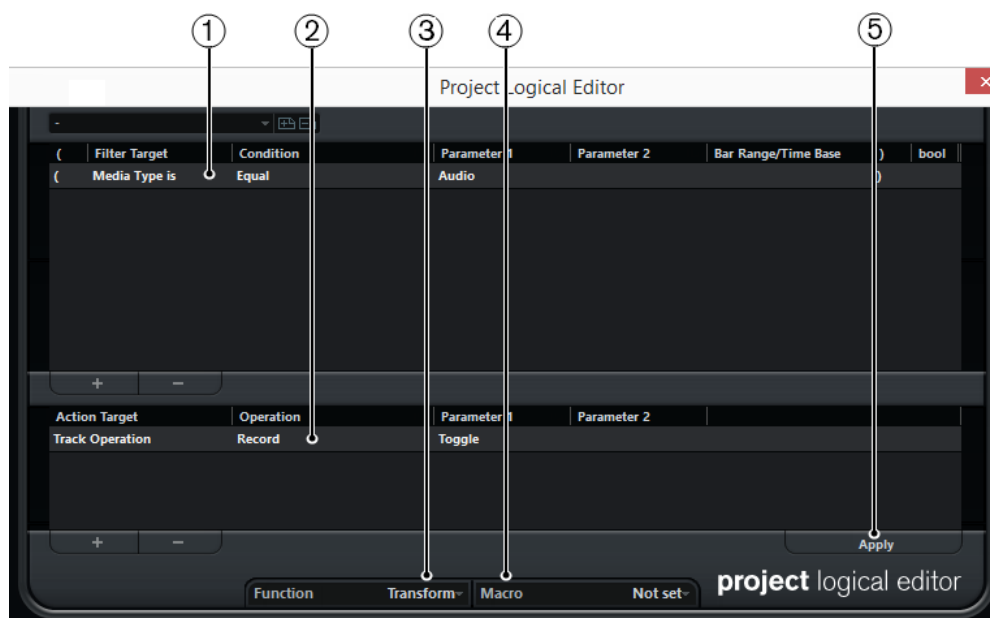 1 2 3 4 5
Project Logical Editor
-
( Filter Target Condition Parameter 1 Parameter 2 Bar Range/Time Base ) bool
( Media Type is Equal Audio )
+ −
Action Target Operation Parameter 1 Parameter 2
Track Operation Record Toggle
+ − Apply
Function Transform Macro Not set project logical editor